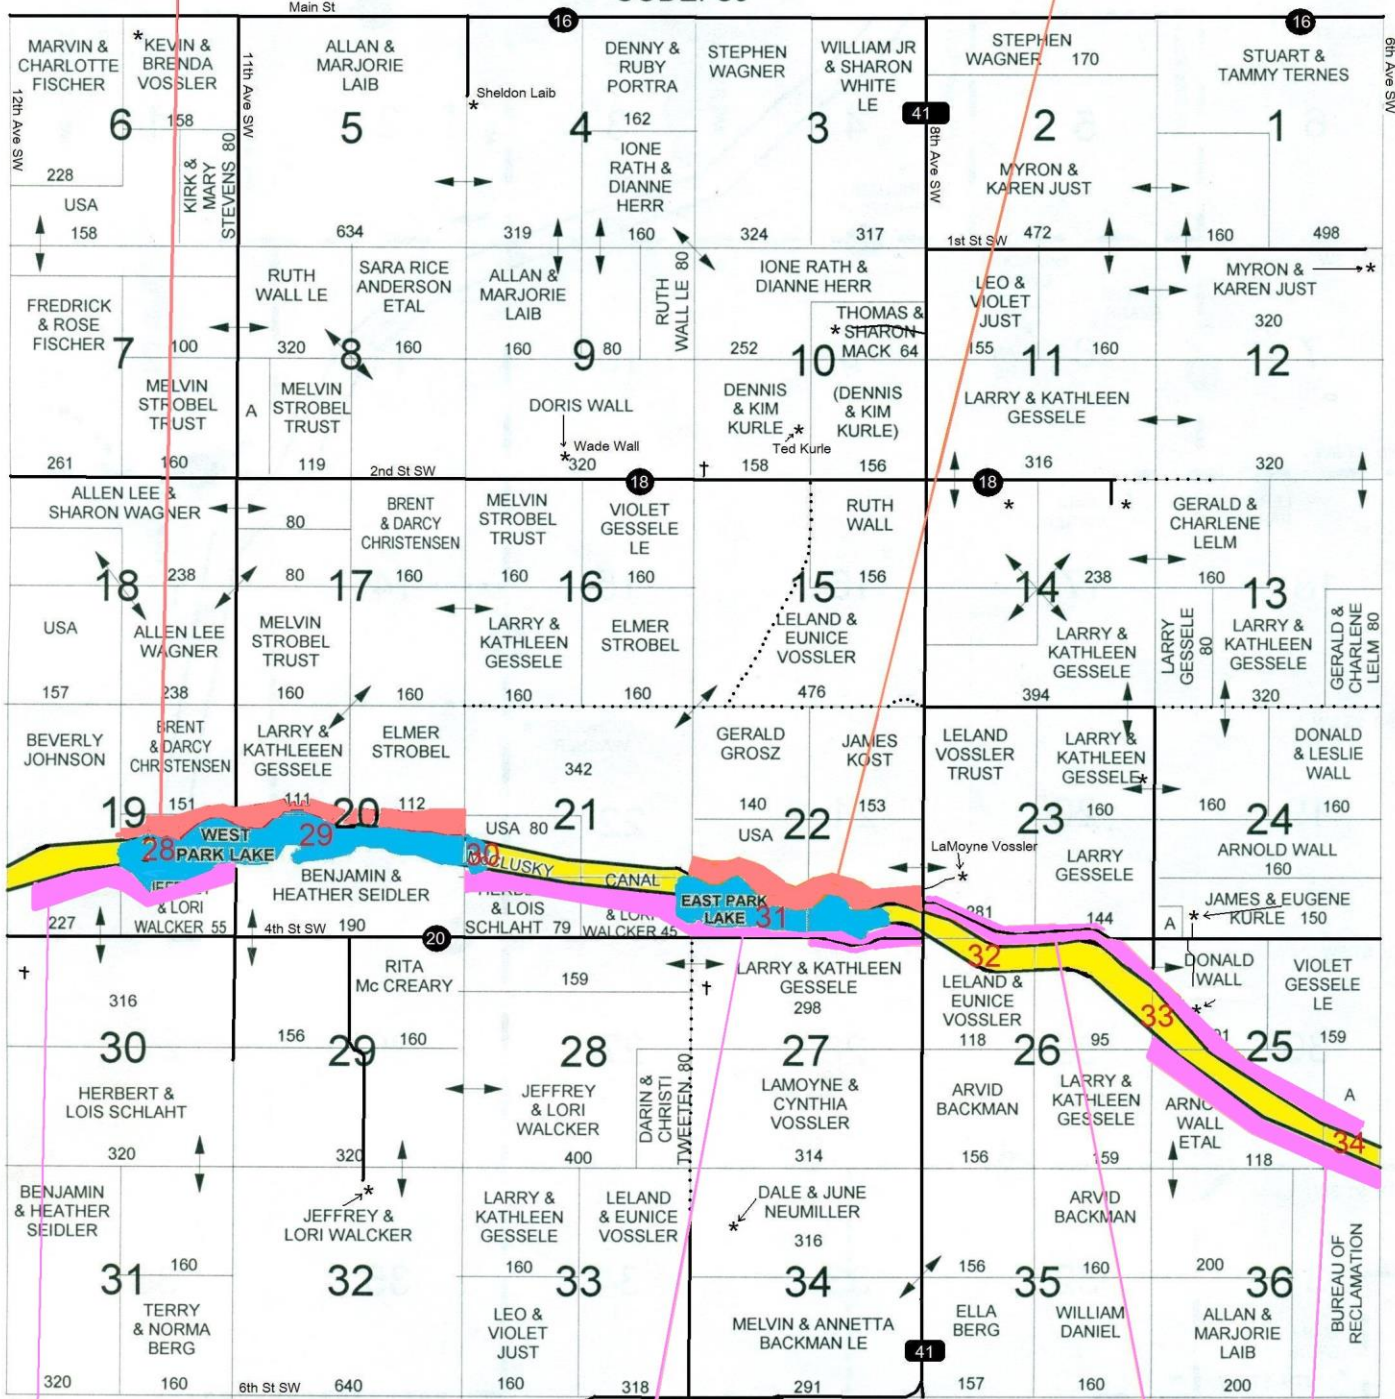 Main St
16
16
MARVIN &
CHARLOTTE
FISCHER
*KEVIN &
BRENDA
VOSSLER
11th Ave SW
12th Ave SW
6
158
228
USA
158
KIRK &
MARY
STEVENS 80
ALLAN &
MARJORIE
LAIB
5
634
* Sheldon Laib
4
319
DENNY &
RUBY
PORTRA
162
IONE
RATH &
DIANNE
HERR
160
STEPHEN
WAGNER
324
WILLIAM JR
& SHARON
WHITE
LE
3
317
41
8th Ave SW
STEPHEN
WAGNER 170
2
MYRON &
KAREN JUST
1st St SW 472
STUART &
TAMMY TERNES
1
160
498
6th Ave SW
FREDRICK
& ROSE
FISCHER
7
100
MELVIN
STROBEL
TRUST
261
160
RUTH
WALL LE
320
8
SARA RICE
ANDERSON
ETAL
160
A
MELVIN
STROBEL
TRUST
119
2nd St SW
ALLAN &
MARJORIE
LAIB
160
9
80
RUTH
WALL LE 80
DORIS WALL
* Wade Wall
320
IONE RATH &
DIANNE HERR
252
10
THOMAS &
* SHARON
MACK 64
DENNIS
& KIM
KURLE
*
Ted Kurle
158
(DENNIS
& KIM
KURLE)
156
LEO &
VIOLET
JUST
155
11
160
LARRY & KATHLEEN
GESSELE
316
MYRON &
KAREN JUST
*
320
12
320
18
18
ALLEN LEE &
SHARON WAGNER
18
238
USA
157
ALLEN LEE
WAGNER
238
80
80
17
BRENT
& DARCY
CHRISTENSEN
160
MELVIN
STROBEL
TRUST
160
160
MELVIN
STROBEL
TRUST
160
16
VIOLET
GESSELE
LE
160
LARRY &
KATHLEEN
GESSELE
160
ELMER
STROBEL
160
RUTH
WALL
156
15
LELAND &
EUNICE
VOSSLER
476
*
*
14
238
LARRY &
KATHLEEN
GESSELE
394
GERALD &
CHARLENE
LELM
160
13
LARRY
GESSELE
80
LARRY &
KATHLEEN
GESSELE
320
GERALD &
CHARLENE
LELM 80
BEVERLY
JOHNSON
19
BRENT
& DARCY
CHRISTENSEN
151
LARRY &
KATHLEEEN
GESSELE
111
20
ELMER
STROBEL
112
342
USA 80
21
GERALD
GROSZ
140
USA
22
JAMES
KOST
153
LELAND
VOSSLER
TRUST
23
LARRY &
KATHLEEN
GESSELE*
160
LaMoyne Vossler
*
LARRY
GESSELE
281
144
DONALD
& LESLIE
WALL
160
160
24
ARNOLD WALL
160
A
* JAMES & EUGENE
KURLE 150
28
WEST
PARK LAKE
29
30
McCLUSKY
CANAL
EAST PARK
LAKE
31
32
33
34
227
& LORI
WALCKER 55
BENJAMIN &
HEATHER SEIDLER
4th St SW 190
20
& LOIS
SCHLAHT 79
& LORI
WALCKER 45
316
30
HERBERT &
LOIS SCHLAHT
320
RITA
Mc CREARY
156
29
160
320
159
28
JEFFREY
& LORI
WALCKER
400
DARIN &
CHRISTI
TWEETEN 80
LARRY & KATHLEEN
GESSELE
298
27
LAMOYNE &
CYNTHIA
VOSSLER
314
LELAND &
EUNICE
VOSSLER
118
26
95
ARVID
BACKMAN
156
LARRY &
KATHLEEN
GESSELE
159
DONALD
WALL
*
25
VIOLET
GESSELE
LE
159
A
WALL
ETAL
118
BENJAMIN
& HEATHER
SEIDLER
160
31
TERRY
& NORMA
BERG
320
160
*
JEFFREY &
LORI WALCKER
32
6th St SW
640
LARRY &
KATHLEEN
GESSELE
160
33
LELAND
& EUNICE
VOSSLER
LEO &
VIOLET
JUST
160
318
DALE & JUNE
* NEUMILLER
316
34
MELVIN & ANNETTA
BACKMAN LE
291
41
ARVID
BACKMAN
156
35
160
ELLA
BERG
157
WILLIAM
DANIEL
160
200
36
ALLAN &
MARJORIE
LAIB
200
BUREAU OF
RECLAMATION